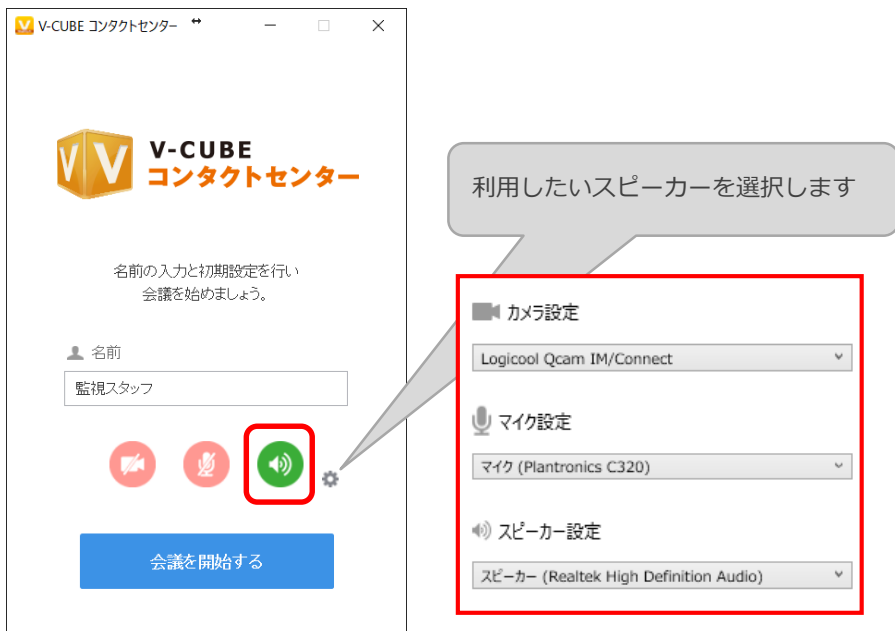 V-CUBE コンタクトセンター
V-CUBE
コンタクトセンター
名前の入力と初期設定を行い
会議を始めましょう。
名前
監視スタッフ
会議を開始する
利用したいスピーカーを選択します
カメラ設定
Logicool Qcam IM/Connect
マイク設定
マイク (Plantronics C320)
スピーカー設定
スピーカー (Realtek High Definition Audio)